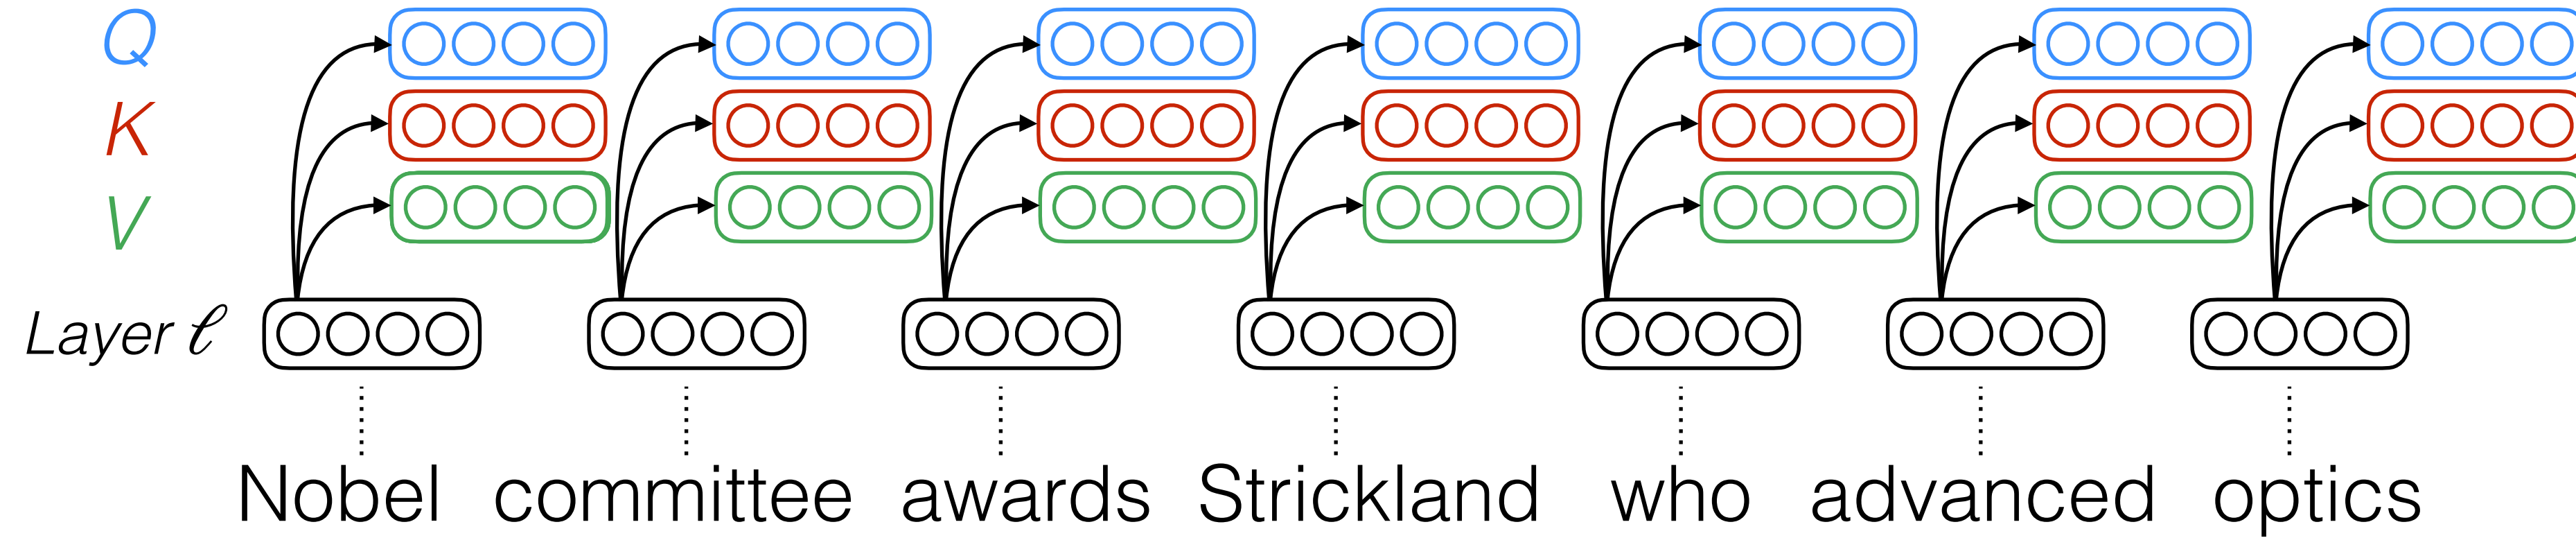 Q
K
V
Layer ℓ
Nobel committee awards Strickland who advanced optics